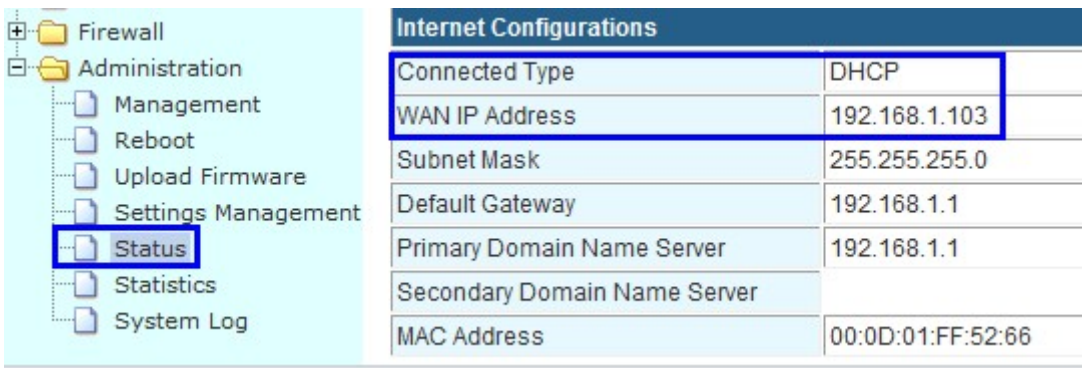 Firewall
Administration
Management
Reboot
Upload Firmware
Settings Management
Status
Statistics
System Log
Internet Configurations
Connected Type DHCP
WAN IP Address 192.168.1.103
Subnet Mask 255.255.255.0
Default Gateway 192.168.1.1
Primary Domain Name Server 192.168.1.1
Secondary Domain Name Server
MAC Address 00:0D:01:FF:52:66